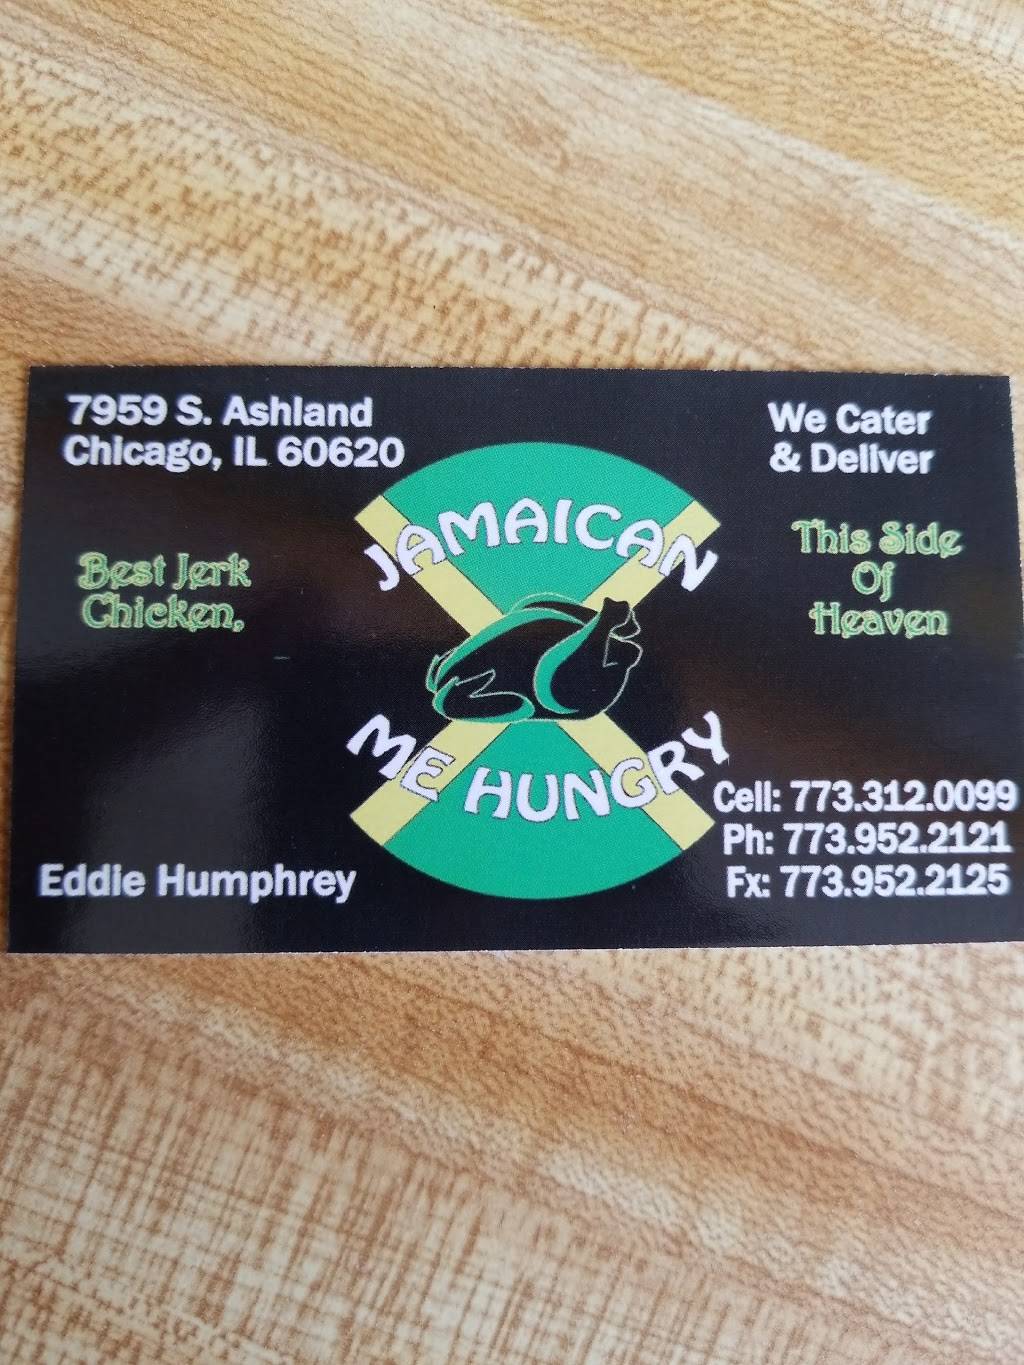 7959 S. Ashland
Chicago, IL 60620
We Cater
& Deliver
Best Jerk
Chicken,
This Side
Of
Heaven
JAMAICAN
ME HUNGRY
Eddie Humphrey
Cell: 773.312.0099
Ph: 773.952.2121
Fx: 773.952.2125